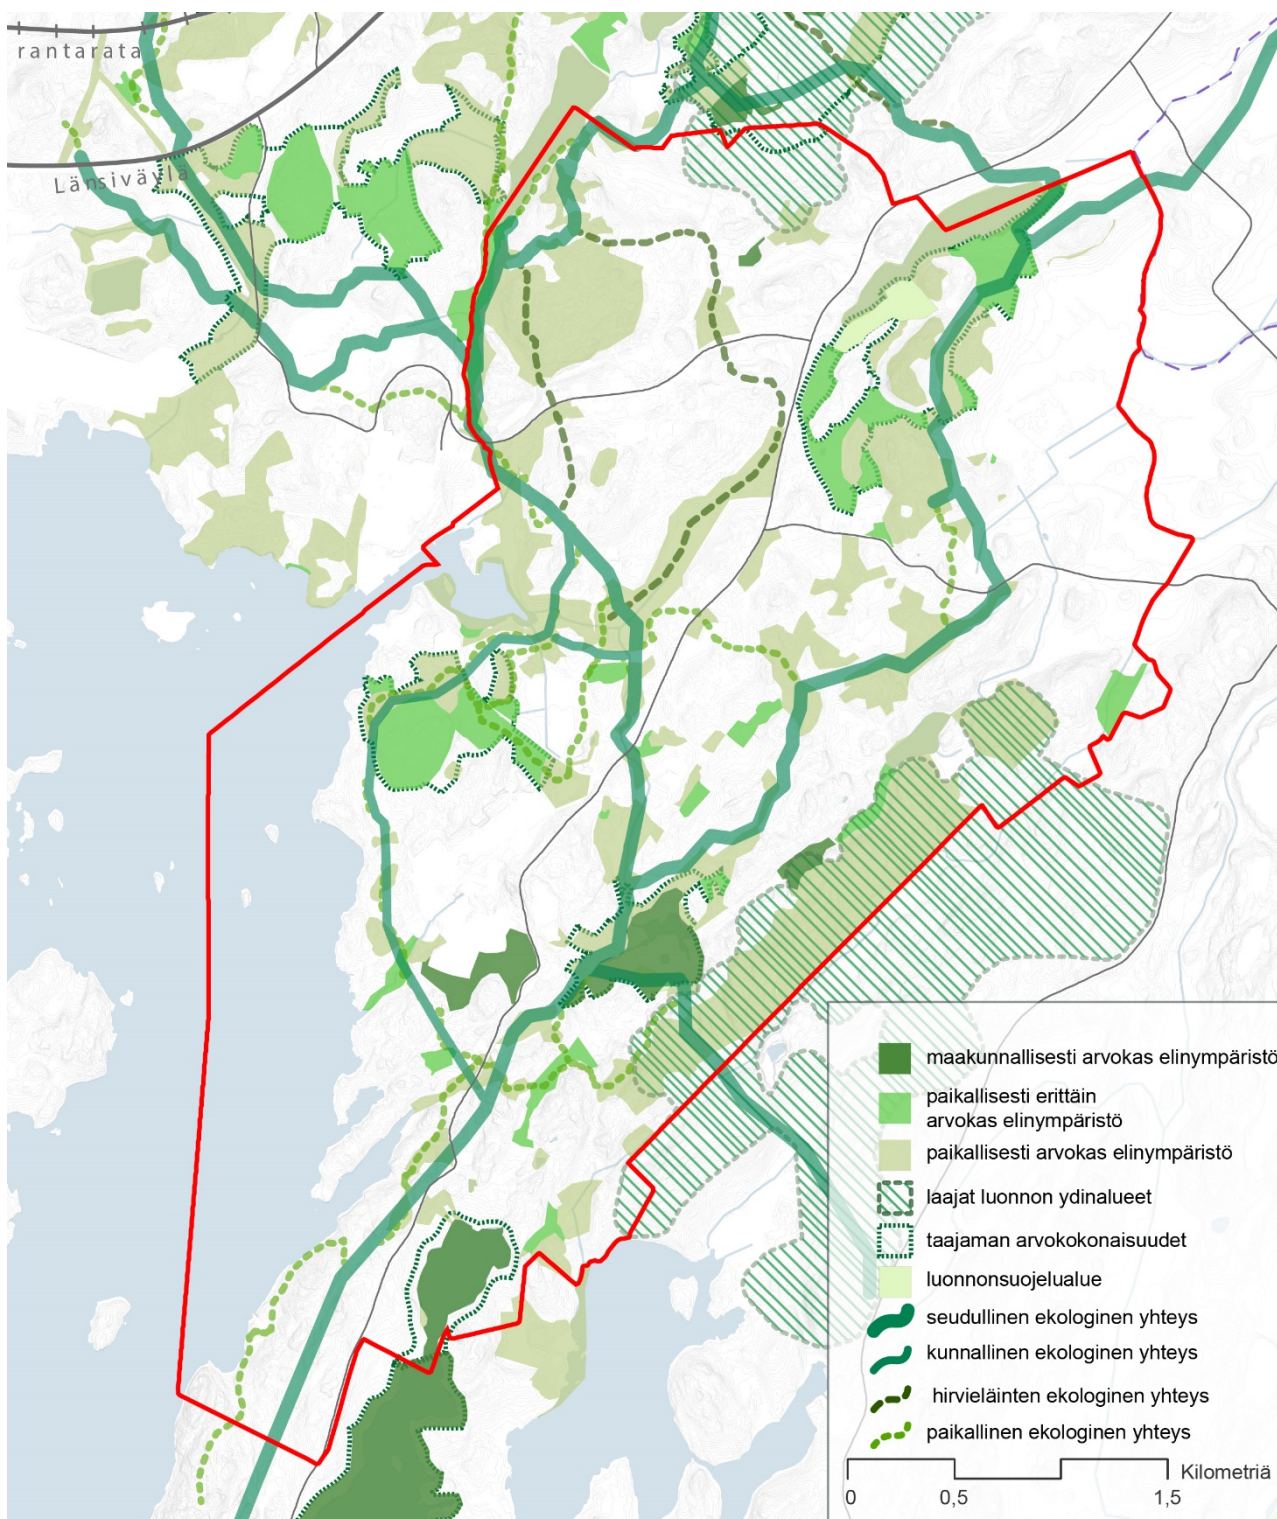 rantarata
Länsiväylä
maakunnallisesti arvokas elinympäristö
paikallisesti erittäin
arvokas elinympäristö
paikallisesti arvokas elinympäristö
laajat luonnon ydinalueet
taajaman arvokokonaisuudet
luonnonsuojelualue
seudullinen ekologinen yhteys
kunnallinen ekologinen yhteys
hirvieläinten ekologinen yhteys
paikallinen ekologinen yhteys
Kilometriä
0 0,5 1,5